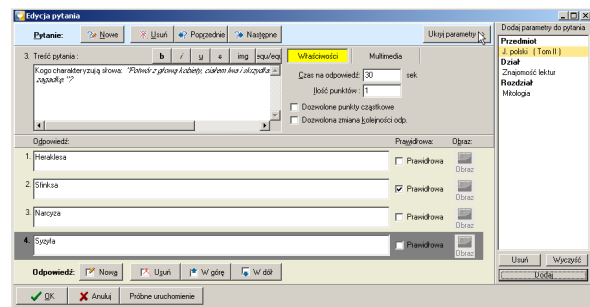 Edycja pytania
Pytanie: Nowe Usuń Poprzednie Następne Ukryj parametry
Dodaj parametry do pytania
3. Treść pytania : b i y s img equ/eq Właściwości Multimedia
Kogo charakteryzują słowa: "Potwór z głową kobiety, ciałem lwa i skrzydła
zagadkę "?
Czas na odpowiedź: 30 sek
Ilość punktów : 1
Dozwolone punkty cząstkowe
Dozwolona zmiana kolejności odp.
Przedmiot
J. polski ( Tom II )
Dział
Znajomość lektur
Rozdział
Mitologia
Odpowiedź: Prawidłowa: Obraz:
1. Heraklesa Prawidłowa Obraz
2. Sfinksa Prawidłowa Obraz
3. Narcyza Prawidłowa Obraz
4. Syzyfa Prawidłowa Obraz
Odpowiedź: Nowa Usuń W górę W dół
Usuń Wyczyść
Dodaj
OK Anuluj Próbne uruchomienie